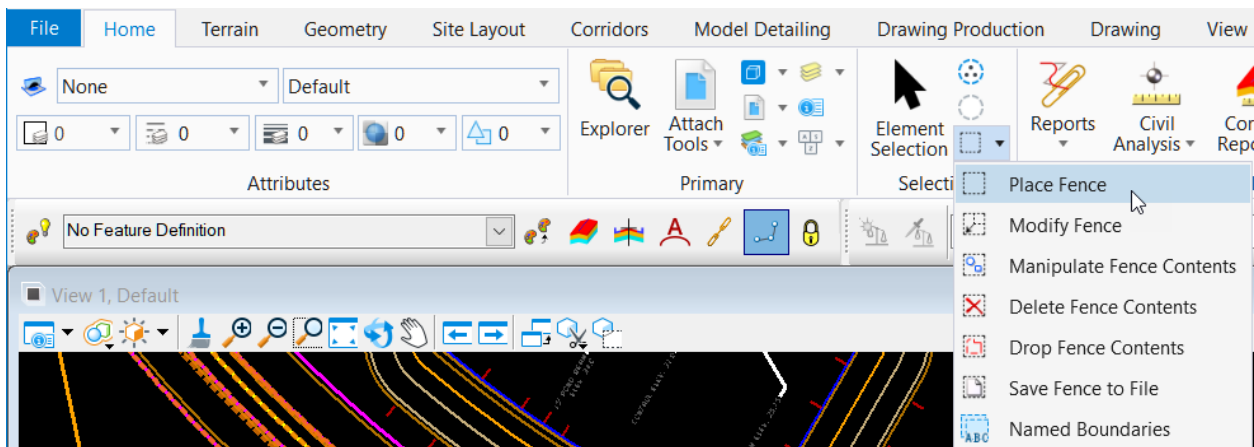 File Home Terrain Geometry Site Layout Corridors Model Detailing Drawing Production Drawing View
None Default
0 0 0 0 0
Explorer
Attach
Tools
Element
Selection
Reports
Civil
Analysis
Attributes Primary
No Feature Definition
Place Fence
Modify Fence
Manipulate Fence Contents
Delete Fence Contents
Drop Fence Contents
Save Fence to File
Named Boundaries
View 1, Default